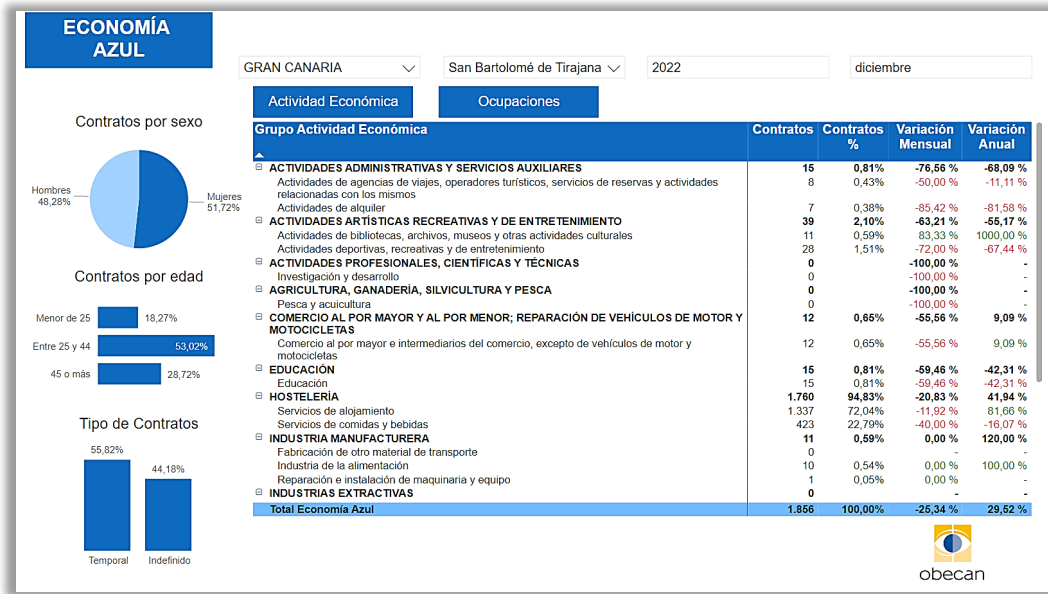 ECONOMÍA
AZUL
GRAN CANARIA
San Bartolomé de Tirajana
2022
diciembre
Actividad Económica
Ocupaciones
Contratos por sexo
Hombres
48,28%
Mujeres
51,72%
Contratos por edad
Menor de 25 18,27%
Entre 25 y 44 53,02%
45 o más 28,72%
Tipo de Contratos
55,82%
44,18%
Temporal Indefinido
Grupo Actividad Económica Contratos Contratos % Variación Mensual Variación Anual
ACTIVIDADES ADMINISTRATIVAS Y SERVICIOS AUXILIARES 15 0,81% -76,56 % -68,09 %
Actividades de agencias de viajes, operadores turísticos, servicios de reservas y actividades 8 0,43% -50,00 % -11,11 %
relacionadas con los mismos
Actividades de alquiler 7 0,38% -85,42 % -81,58 %
ACTIVIDADES ARTÍSTICAS RECREATIVAS Y DE ENTRETENIMIENTO 39 2,10% -63,21 % -55,17 %
Actividades de bibliotecas, archivos, museos y otras actividades culturales 11 0,59% 83,33 % 1000,00 %
Actividades deportivas, recreativas y de entretenimiento 28 1,51% -72,00 % -67,44 %
ACTIVIDADES PROFESIONALES, CIENTÍFICAS Y TÉCNICAS 0 -100,00 % -
Investigación y desarrollo 0 -100,00 % -
AGRICULTURA, GANADERÍA, SILVICULTURA Y PESCA 0 -100,00 % -
Pesca y acuicultura 0 -100,00 % -
COMERCIO AL POR MAYOR Y AL POR MENOR; REPARACIÓN DE VEHÍCULOS DE MOTOR Y 12 0,65% -55,56 % 9,09 %
MOTOCICLETAS
Comercio al por mayor e intermediarios del comercio, excepto de vehículos de motor y 12 0,65% -55,56 % 9,09 %
motocicletas
EDUCACIÓN 15 0,81% -59,46 % -42,31 %
Educación 15 0,81% -59,46 % -42,31 %
HOSTELERÍA 1.760 94,83% -20,83 % 41,94 %
Servicios de alojamiento 1.337 72,04% -11,92 % 81,66 %
Servicios de comidas y bebidas 423 22,79% -40,00 % -16,07 %
INDUSTRIA MANUFACTURERA 11 0,59% 0,00 % 120,00 %
Fabricación de otro material de transporte 0 - -
Industria de la alimentación 10 0,54% 0,00 % 100,00 %
Reparación e instalación de maquinaria y equipo 1 0,05% 0,00 % -
INDUSTRIAS EXTRACTIVAS 0 - -
Total Economía Azul 1.856 100,00% -25,34 % 29,52 %
obecan